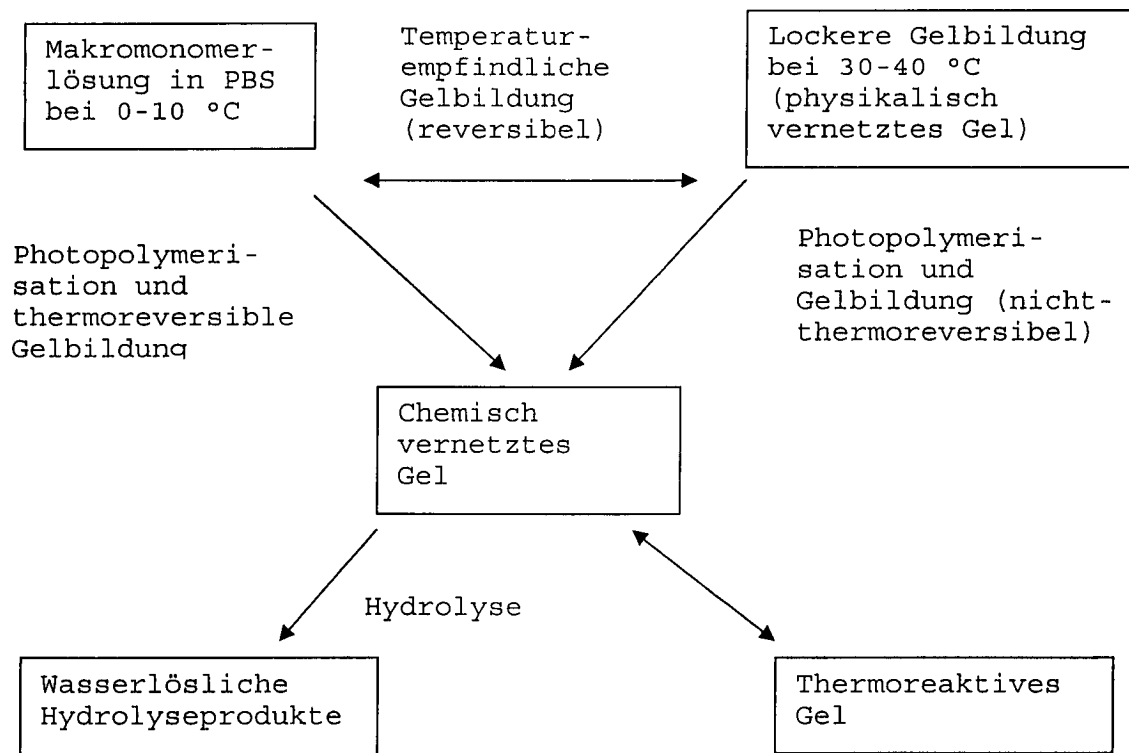 Makromonomer-
lösung in PBS
bei 0-10 °C
Temperatur-
empfindliche
Gelbildung
(reversibel)
Lockere Gelbildung
bei 30-40 °C
(physikalisch
vernetztes Gel)
Photopolymeri-
sation und
thermoreversible
Gelbildung
Photopolymeri-
sation und
Gelbildung (nicht-
thermoreversibel)
Chemisch
vernetztes
Gel
Hydrolyse
Wasserlösliche
Hydrolyseprodukte
Thermoreaktives
Gel